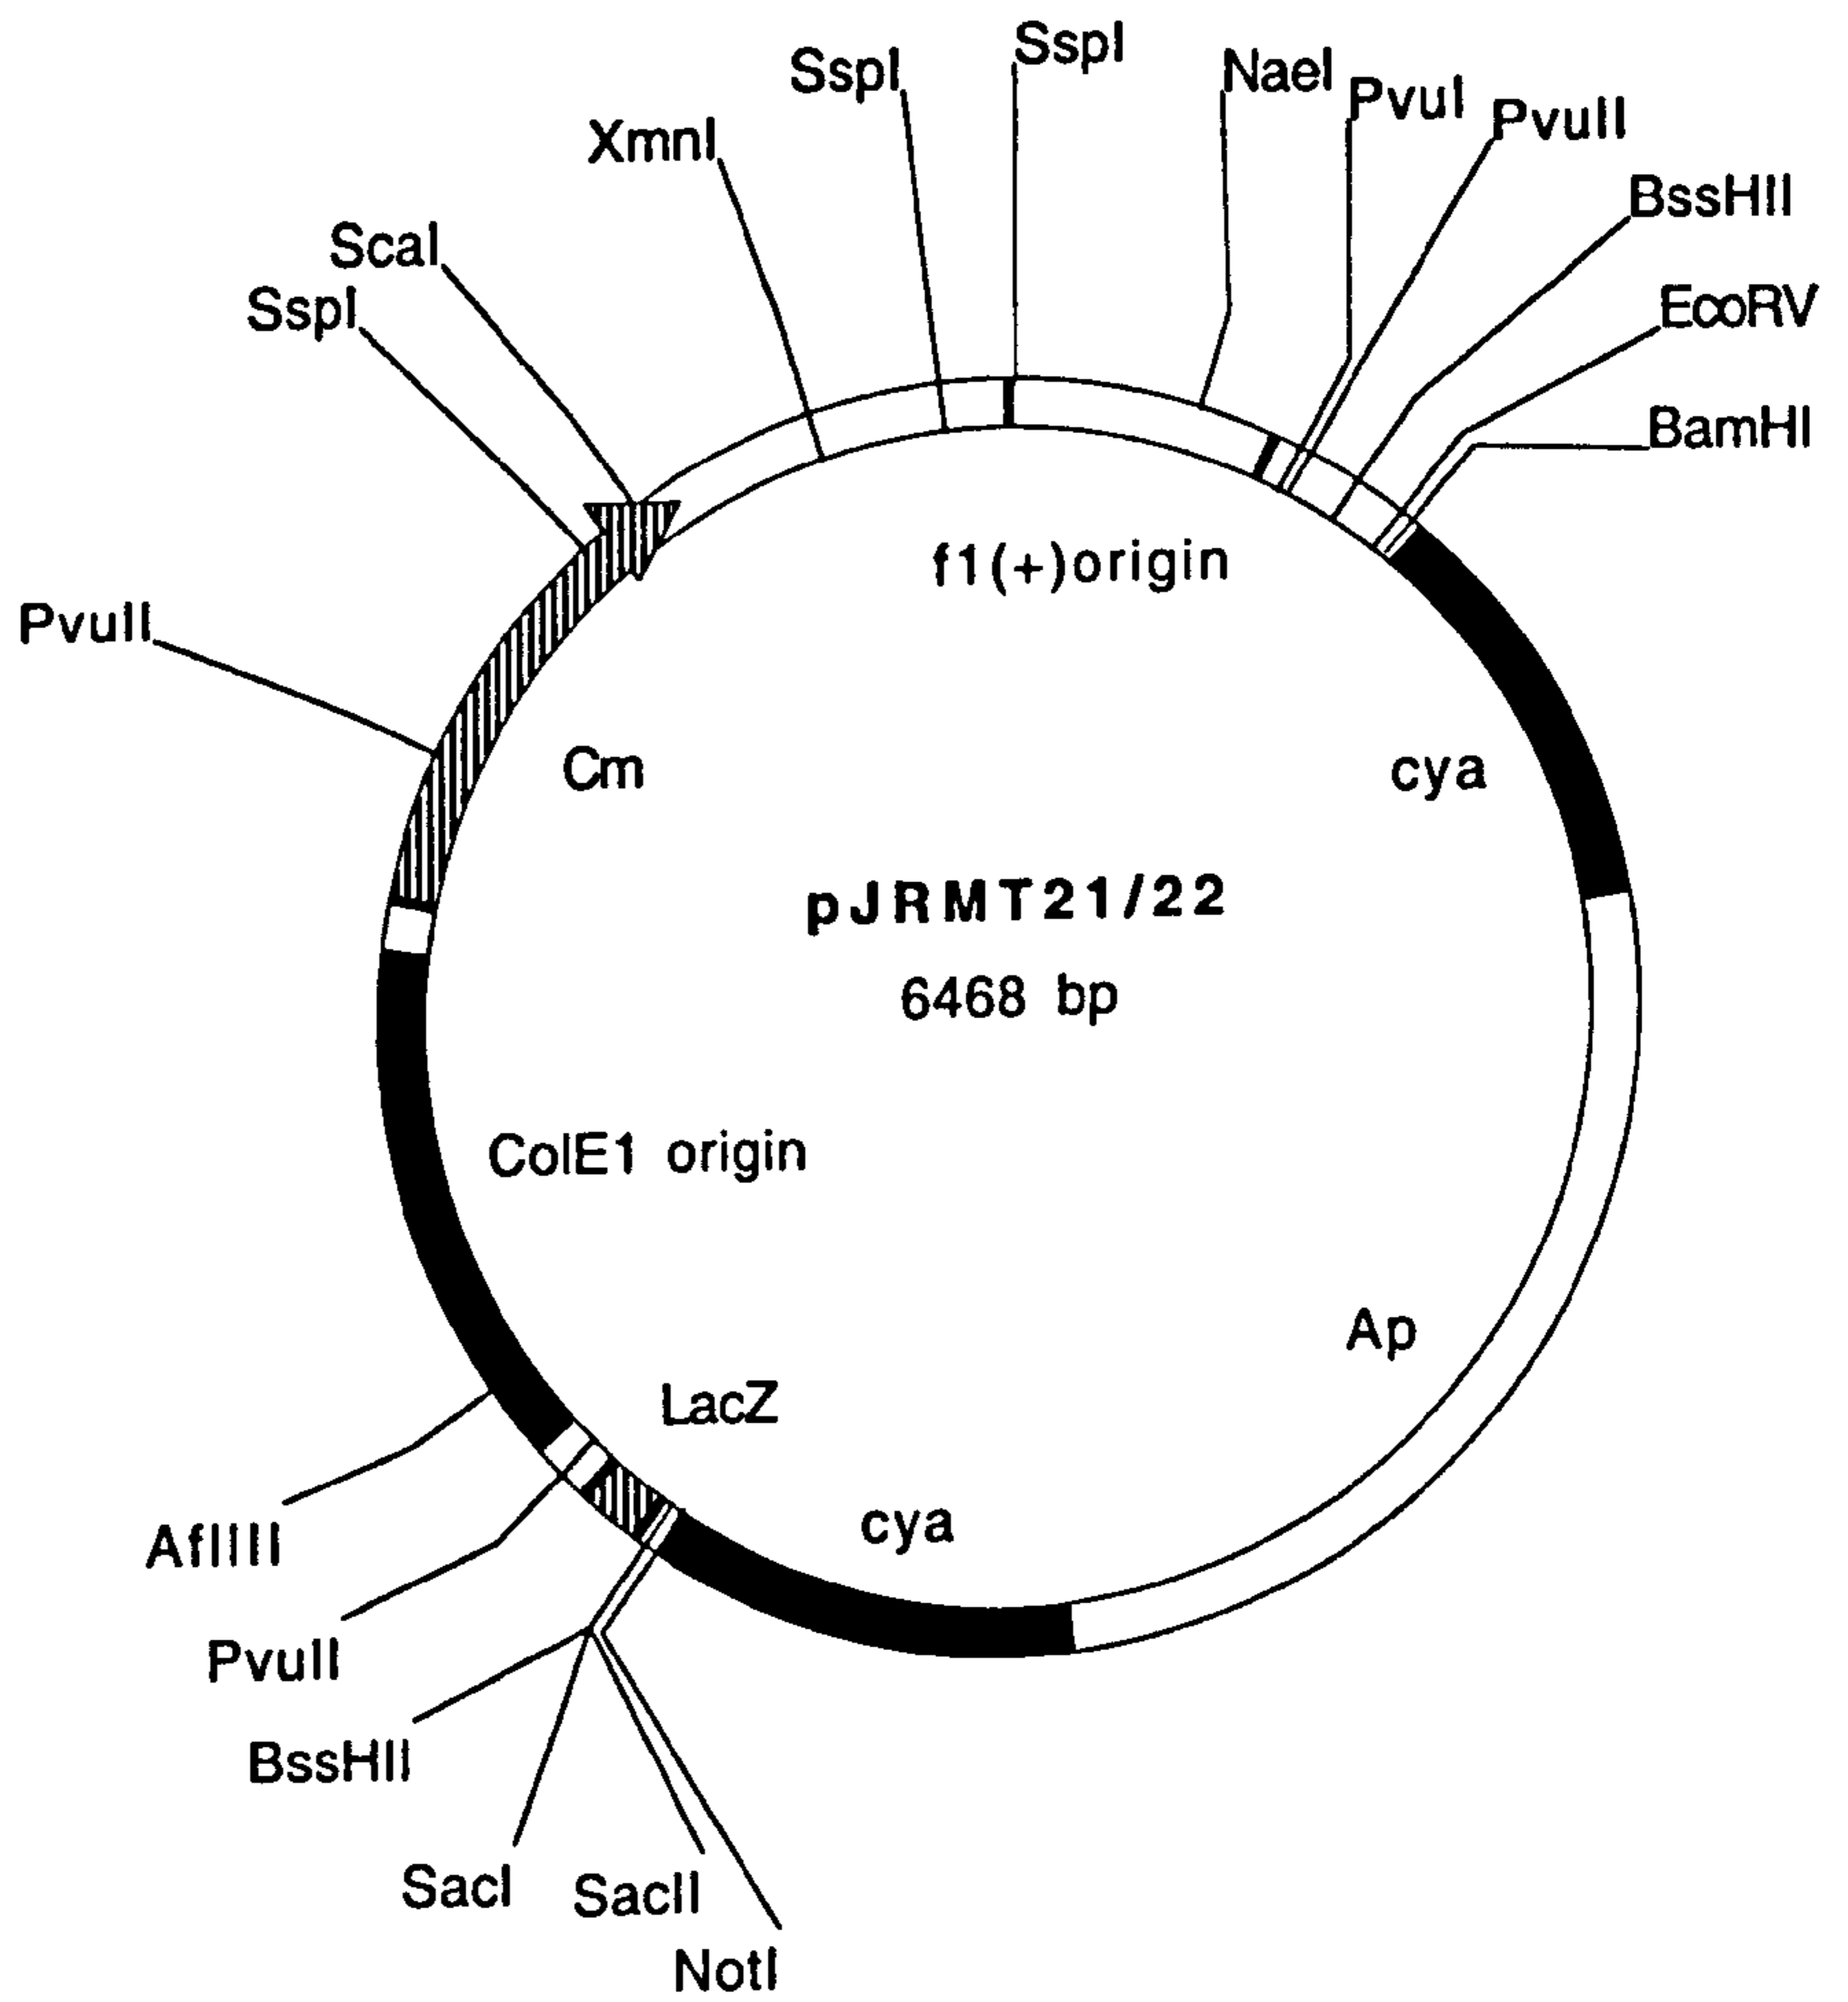 SspI
SspI
NaeI
PvuI
PvuII
XmnI
BssHII
ScaI
SspI
EcoRV
BamHI
f1(+)origin
PvuII
Cm
cya
pJRMT21/22
6468 bp
ColE1 origin
Ap
LacZ
cya
AflIII
PvuII
BssHII
SacI
SacII
NotI